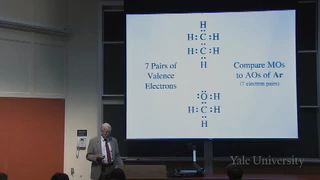 H
H:C:H
H:C:H
H
7 Pairs of
Valence
Electrons
Compare MOs
to AOs of Ar
(7 electron pairs)
:O:H
H:C:H
H
Yale University